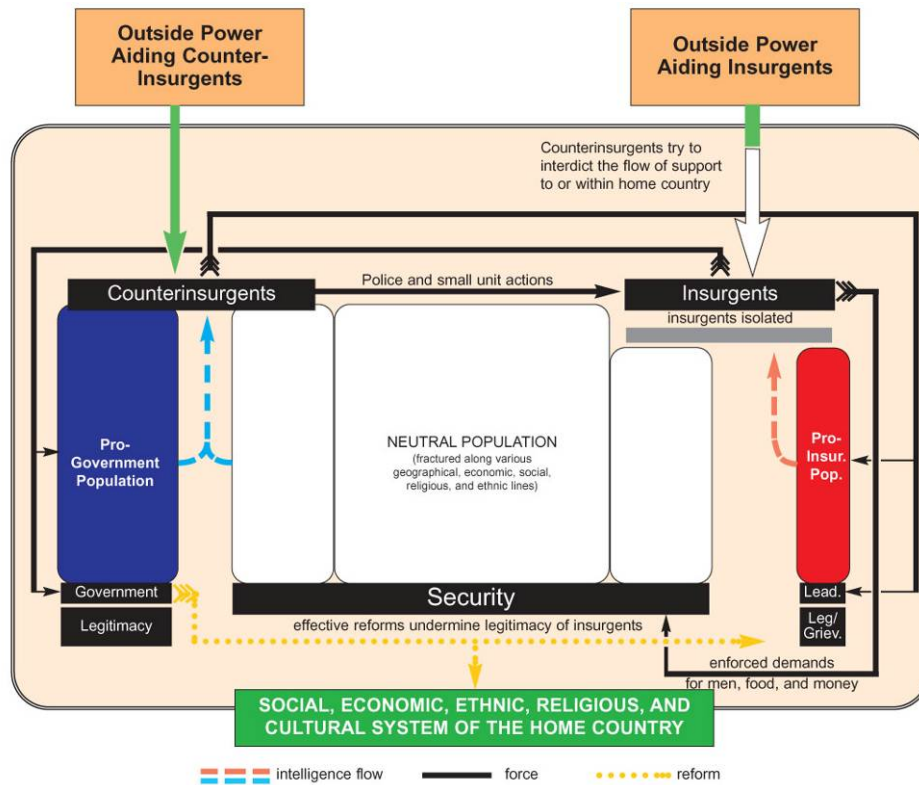 Outside Power
Aiding Counter-
Insurgents
Outside Power
Aiding Insurgents
Counterinsurgents try to
interdict the flow of support
to or within home country
Counterinsurgents
Police and small unit actions
Insurgents
insurgents isolated
Pro-
Government
Population
NEUTRAL POPULATION
(fractured along various
geographical, economic, social,
religious, and ethnic lines)
Pro-
Insur.
Pop.
Government
Security
Lead.
Legitimacy
effective reforms undermine legitimacy of insurgents
Leg/
Griev.
enforced demands
for men, food, and money
SOCIAL, ECONOMIC, ETHNIC, RELIGIOUS, AND
CULTURAL SYSTEM OF THE HOME COUNTRY
intelligence flow
force
reform